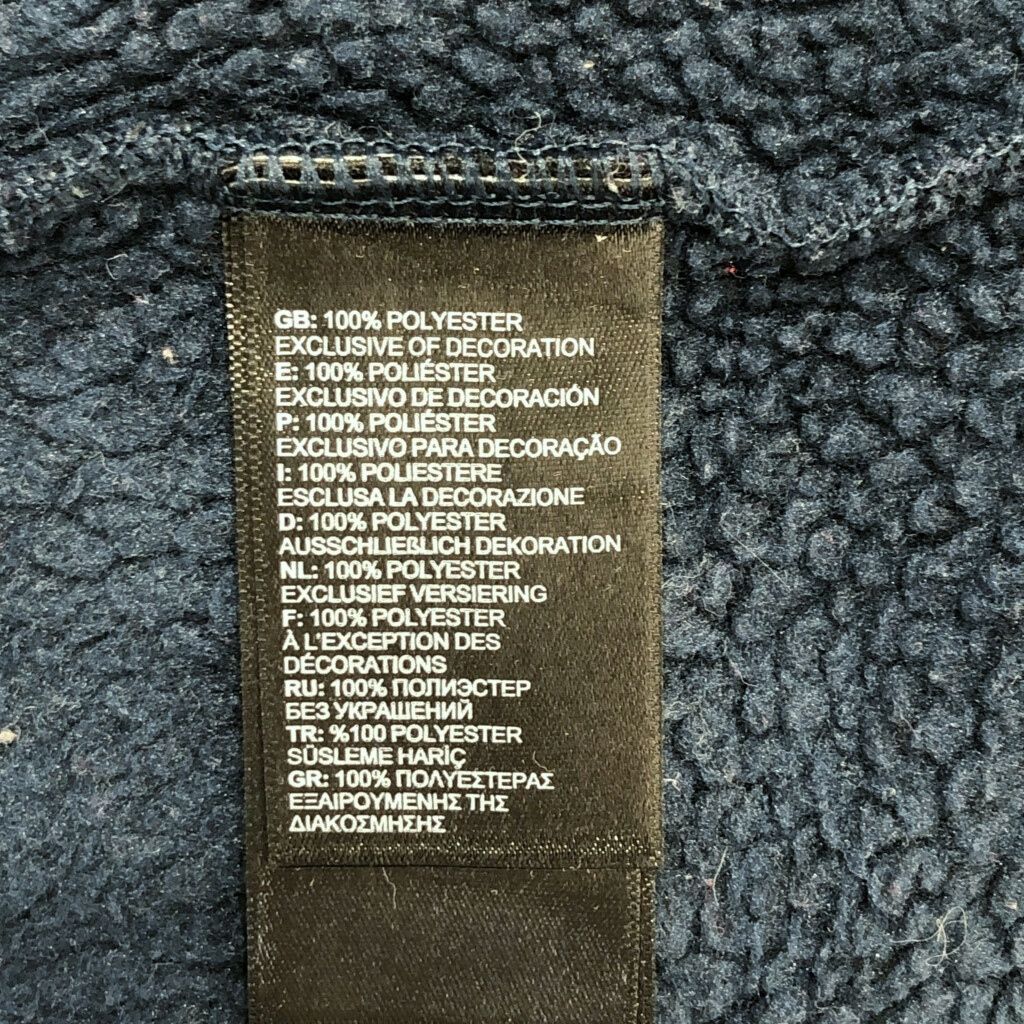 GB: 100% POLYESTER
EXCLUSIVE OF DECORATION
E: 100% POLIÉSTER
EXCLUSIVO DE DECORACIÓN
P: 100% POLIÉSTER
EXCLUSIVO PARA DECORAÇÃO
I: 100% POLIESTERE
ESCLUSA LA DECORAZIONE
D: 100% POLYESTER
AUSSCHLIEßLICH DEKORATION
NL: 100% POLYESTER
EXCLUSIEF VERSIERING
F: 100% POLYESTER
À L'EXCEPTION DES
DÉCORATIONS
RU: 100% ПОЛИЭСТЕР
БЕЗ УКРАШЕНИЙ
TR: %100 POLYESTER
SÜSLEME HARİÇ
GR: 100% ΠΟΛΥΕΣΤΕΡΑΣ
ΕΞΑΙΡΟΥΜΕΝΗΣ ΤΗΣ
ΔΙΑΚΟΣΜΗΣΗΣ